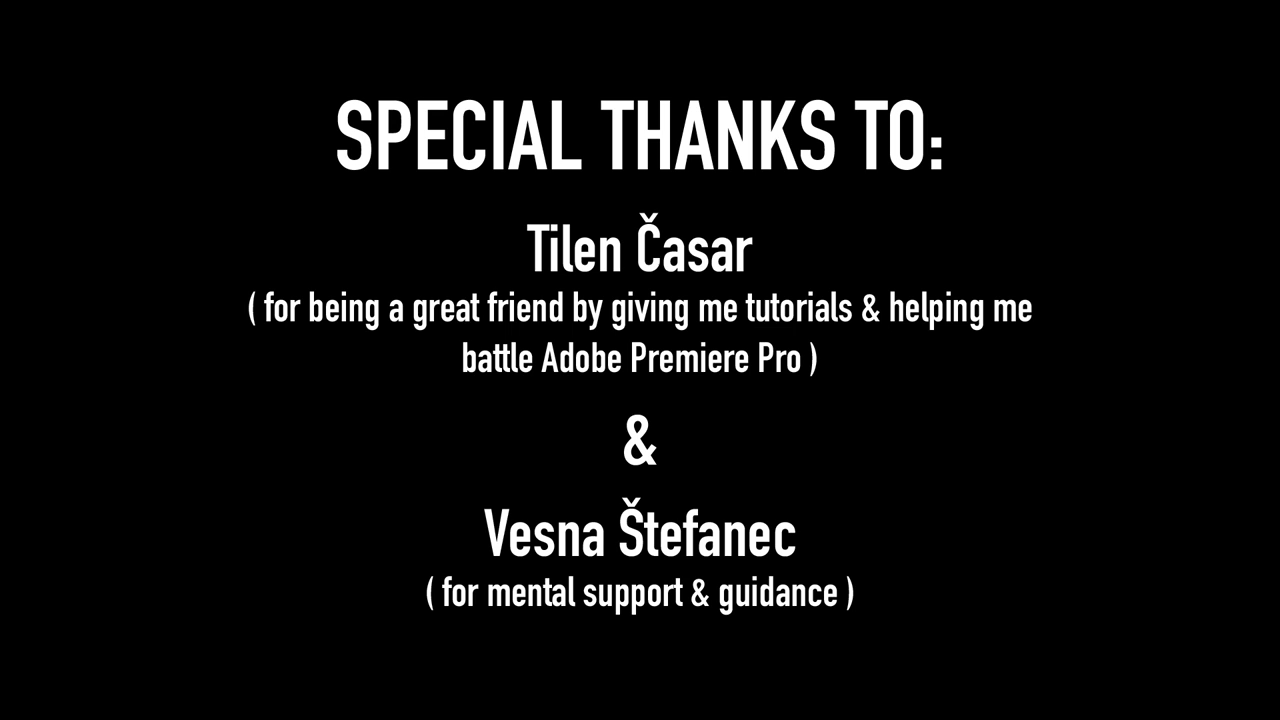 SPECIAL THANKS TO:
Tilen Časar
( for being a great friend by giving me tutorials & helping me
battle Adobe Premiere Pro )
&
Vesna Štefanec
( for mental support & guidance )